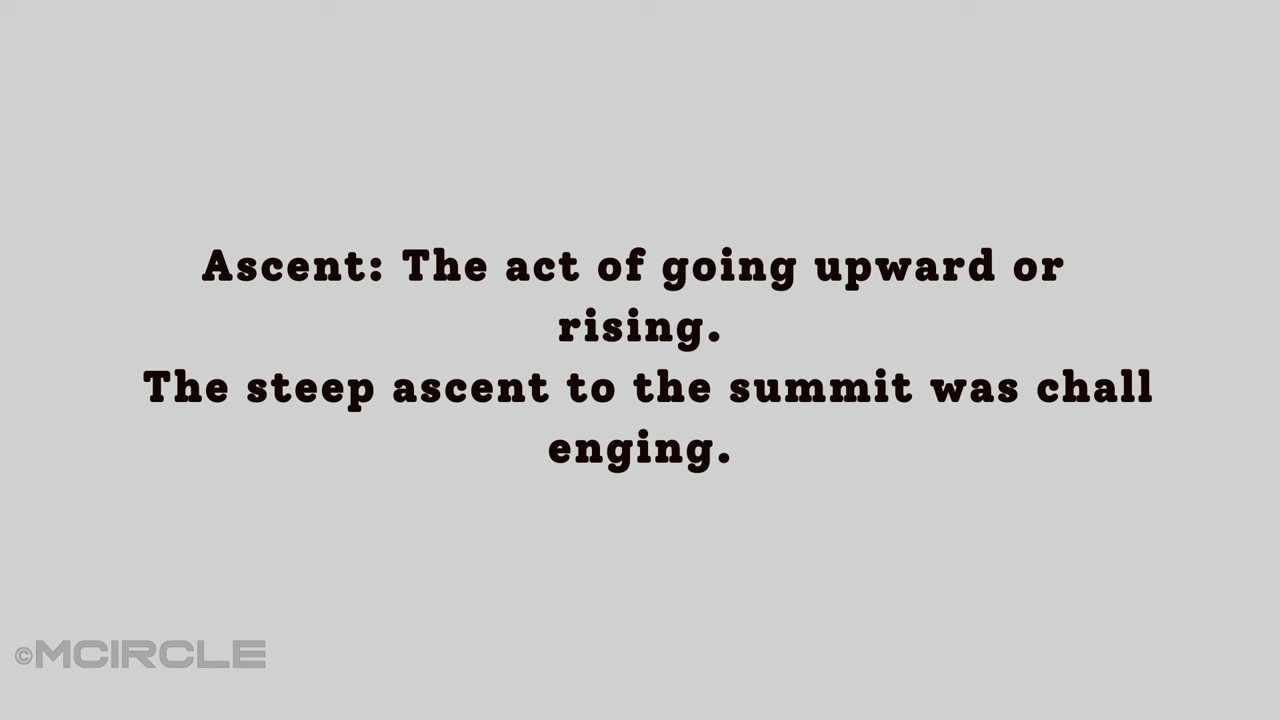 Ascent: The act of going upward or
rising.
The steep ascent to the summit was chall
enging.
©MCIRCLE